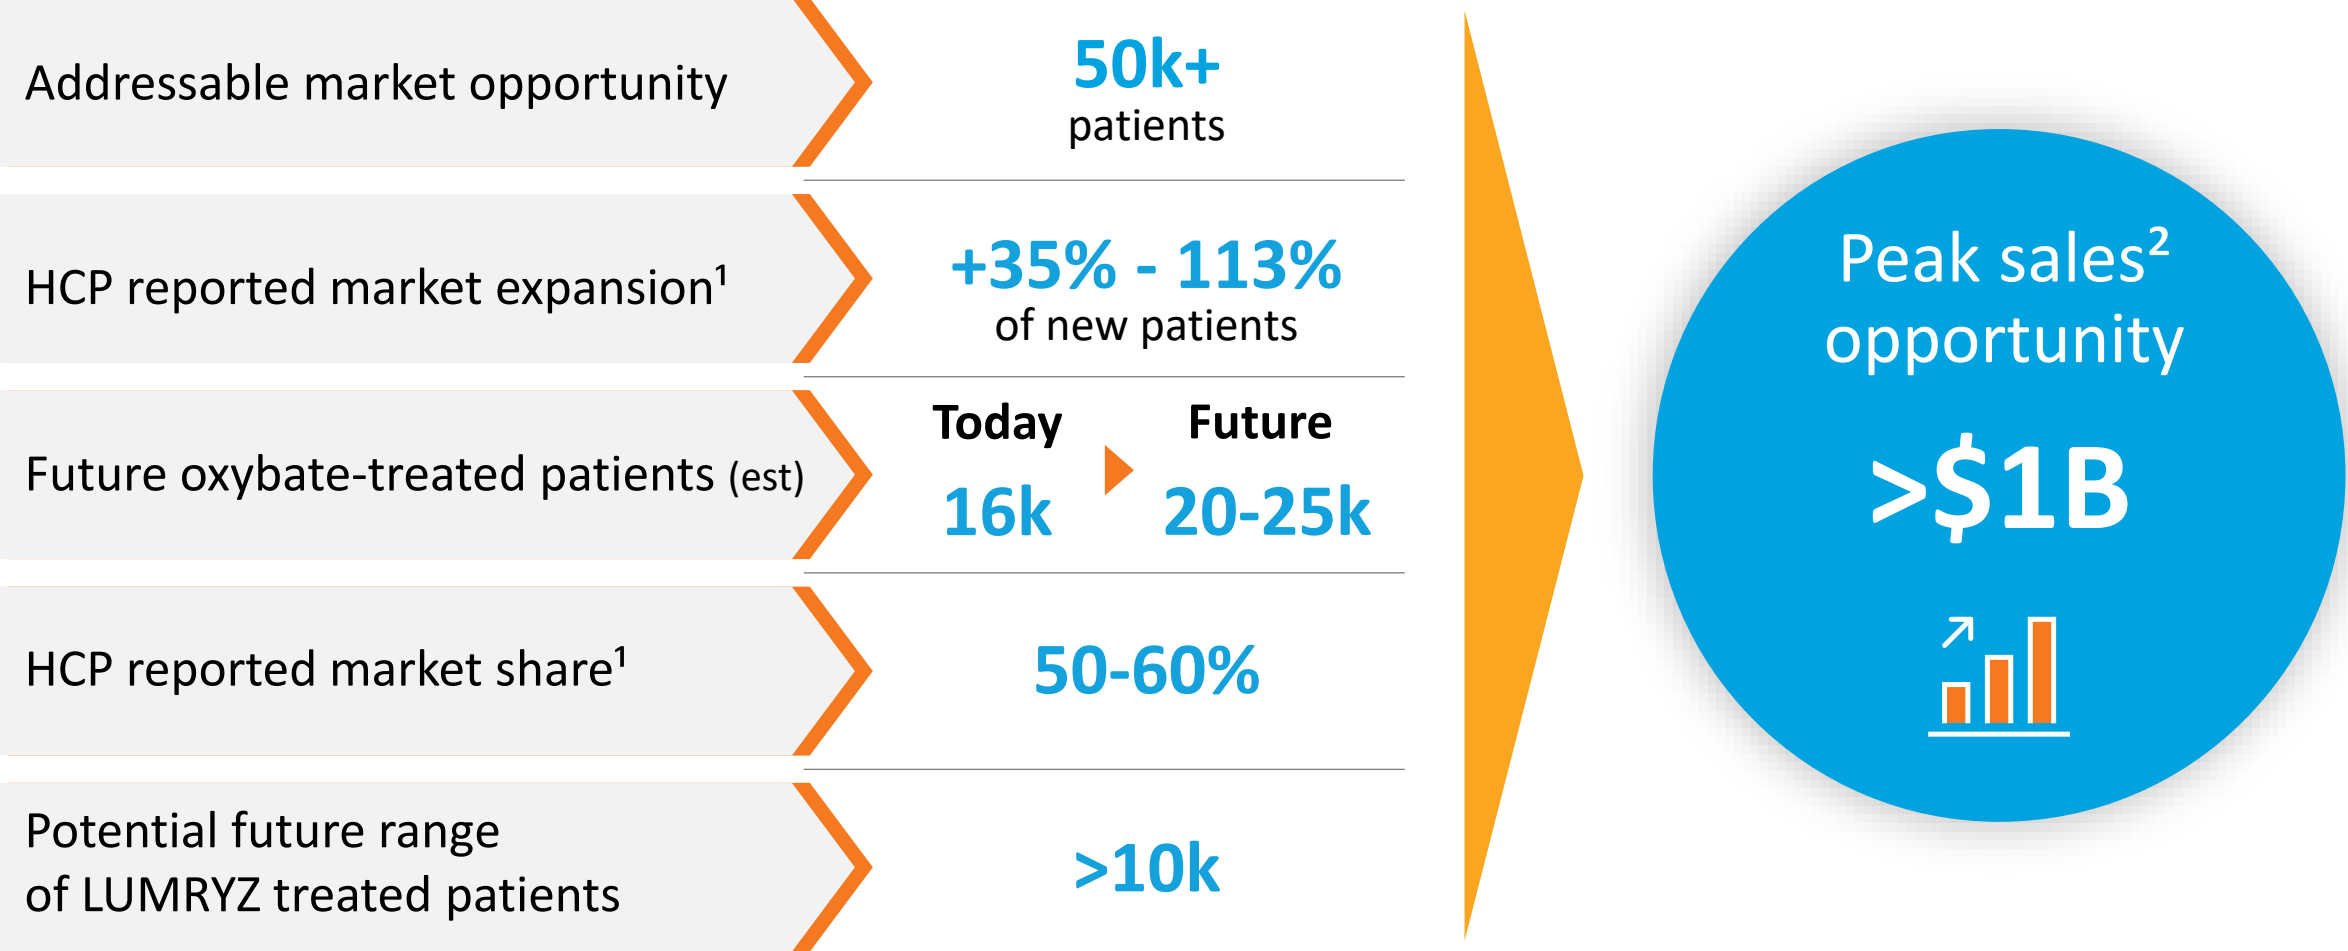 Addressable market opportunity
50k+
patients
HCP reported market expansion¹
+35% - 113%
of new patients
Future oxybate-treated patients (est)
Today
Future
16k
20-25k
HCP reported market share¹
50-60%
Potential future range
of LUMRYZ treated patients
>10k
Peak sales²
opportunity
>$1B